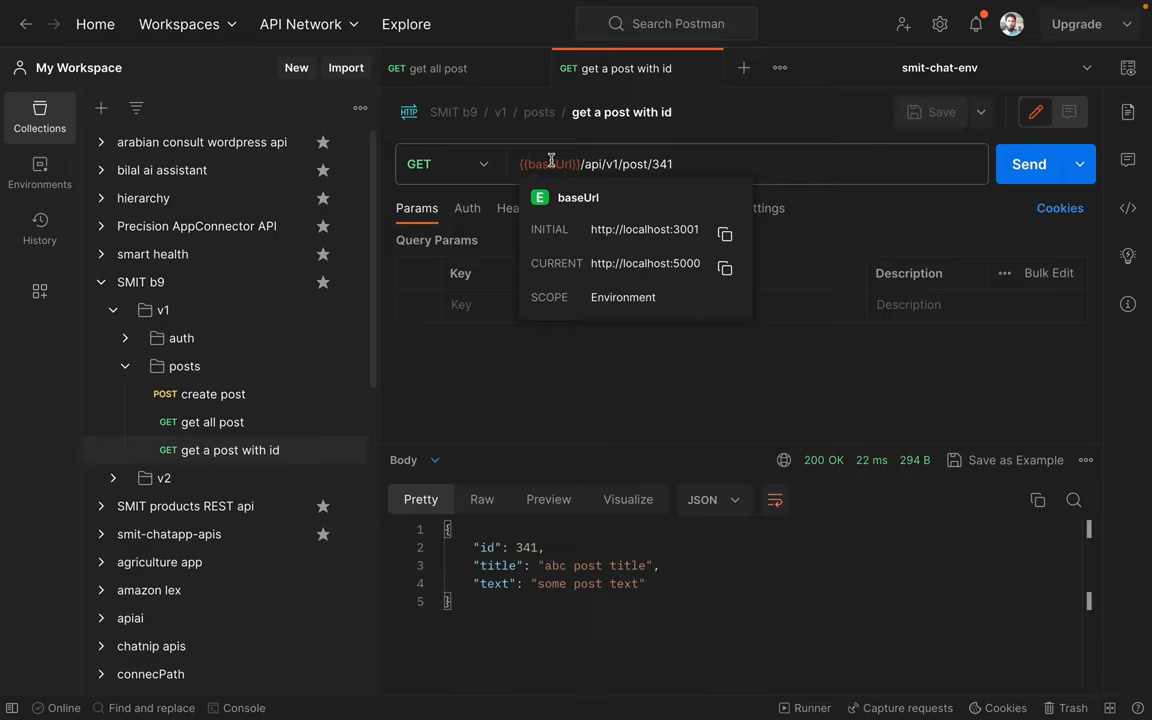 Home Workspaces API Network Explore Search Postman Upgrade
My Workspace New Import GET get all post GET get a post with id smit-chat-env
Collections
Environments
History
arabian consult wordpress api
bilal ai assistant
hierarchy
Precision AppConnector API
smart health
SMIT b9
v1
auth
posts
POST create post
GET get all post
GET get a post with id
v2
SMIT products REST api
smit-chatapp-apis
agriculture app
amazon lex
apiai
chatnip apis
connecPath
HTTP SMIT b9 / v1 / posts / get a post with id Save
GET {{baseUrl}}/api/v1/post/341 Send
E baseUrl
INITIAL http://localhost:3001
CURRENT http://localhost:5000
SCOPE Environment
Params Auth Hea ttings Cookies
Query Params
Key Description Bulk Edit
Key Description
Body 200 OK 22 ms 294 B Save as Example
Pretty Raw Preview Visualize JSON
1 {
2 "id": 341,
3 "title": "abc post title",
4 "text": "some post text"
5 }
Online Find and replace Console Runner Capture requests Cookies Trash